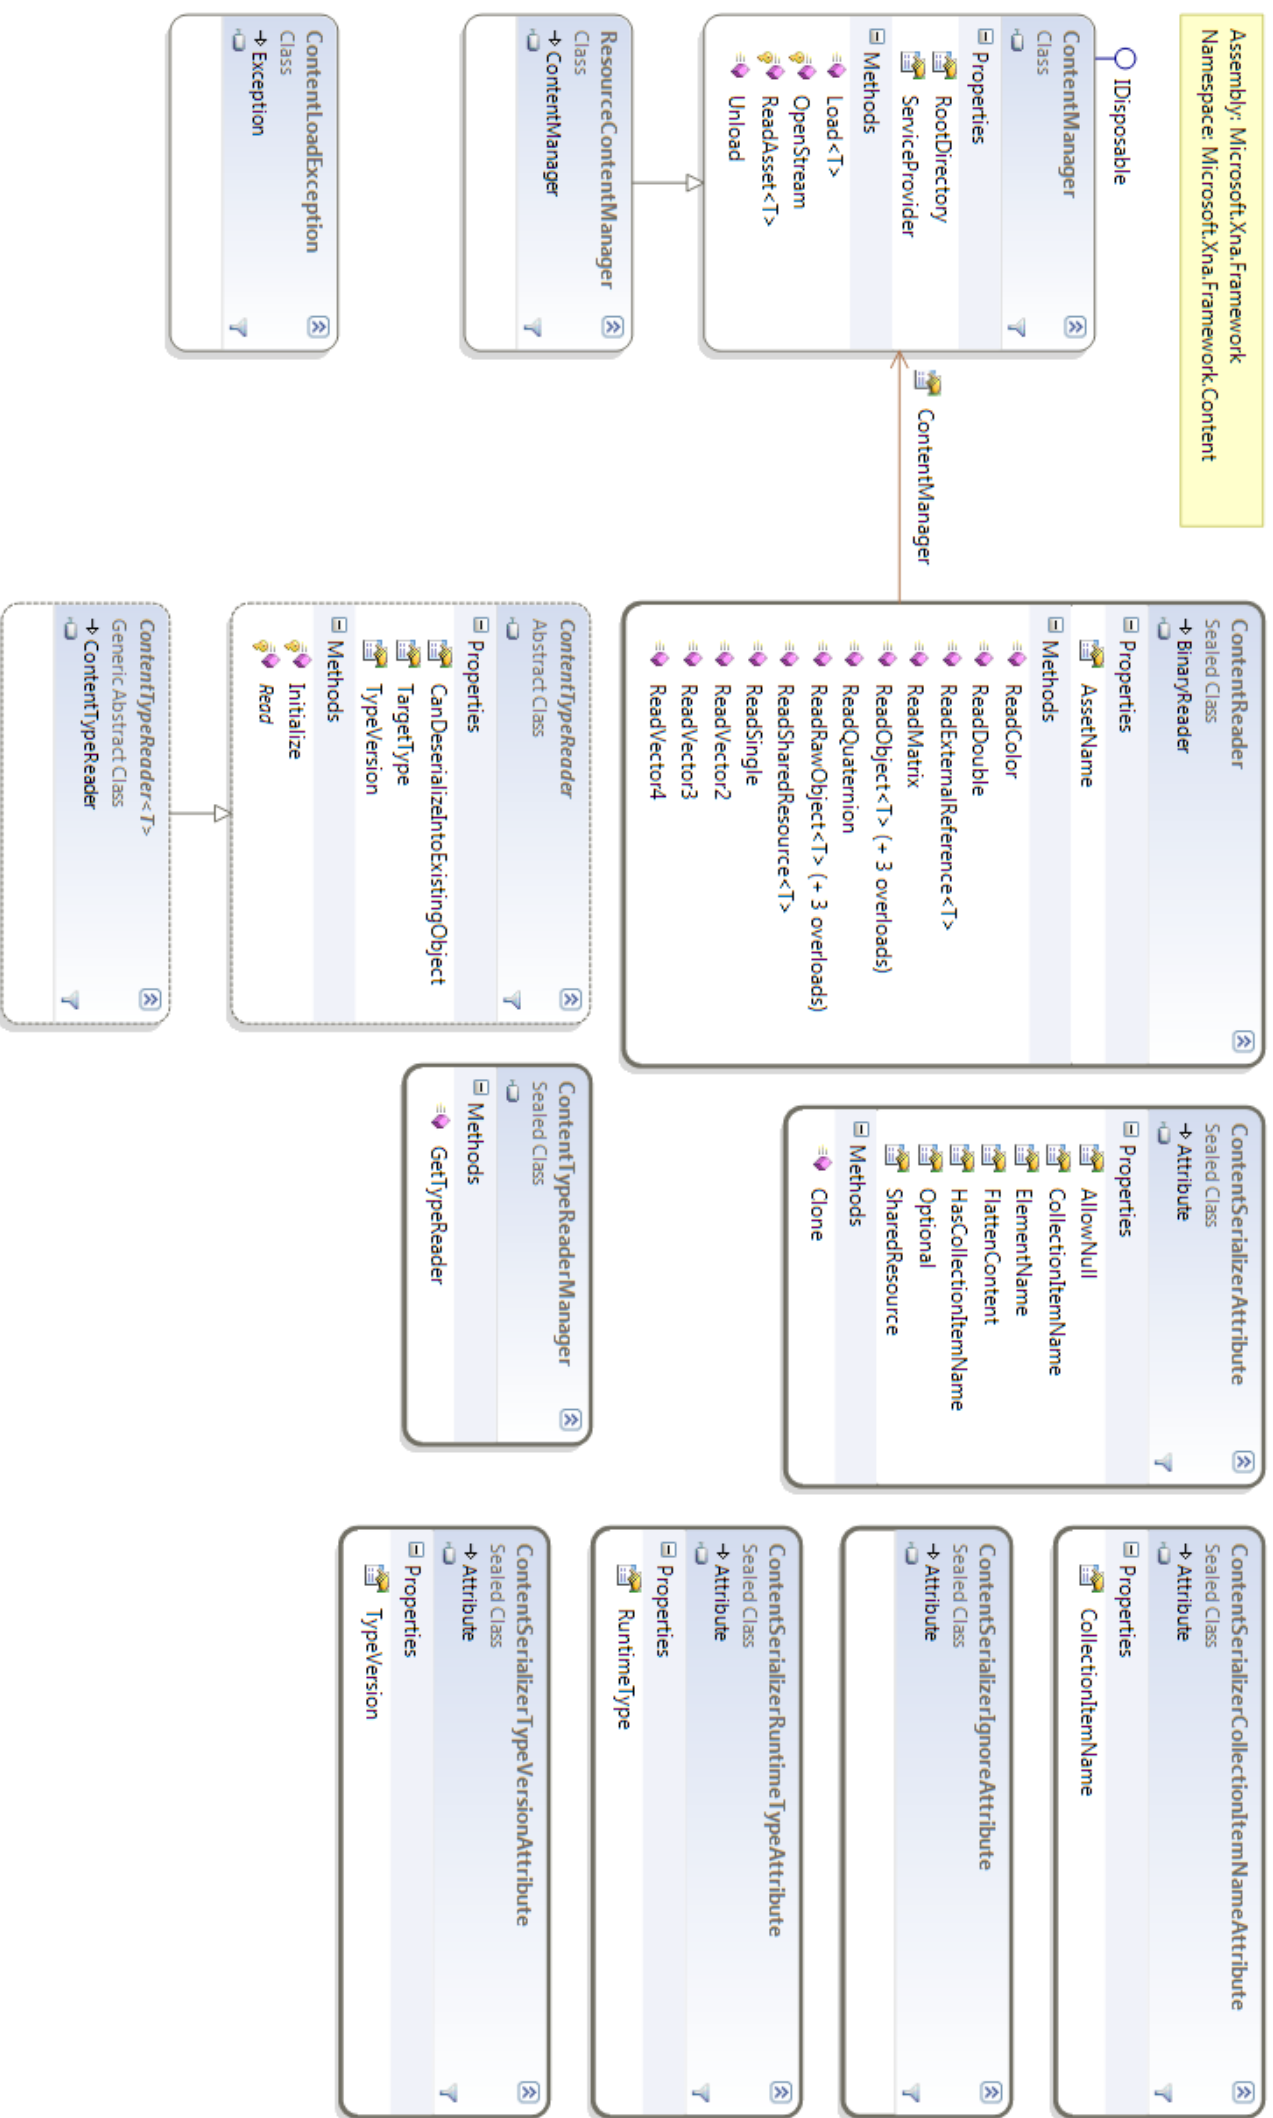 Assembly: Microsoft.Xna.Framework
Namespace: Microsoft.Xna.Framework.Content
IDisposable
ContentManager
Class
Properties
RootDirectory
ServiceProvider
Methods
Load<T>
OpenStream
ReadAsset<T>
Unload
ContentManager
ResourceContentManager
Class
ContentManager
ContentLoadException
Class
Exception
ContentReader
Sealed Class
BinaryReader
Properties
AssetName
Methods
ReadColor
ReadDouble
ReadExternalReference<T>
ReadMatrix
ReadObject<T> (+ 3 overloads)
ReadQuaternion
ReadRawObject<T> (+ 3 overloads)
ReadSharedResource<T>
ReadSingle
ReadVector2
ReadVector3
ReadVector4
ContentTypeReader
Abstract Class
Properties
CanDeserializeIntoExistingObject
TargetType
TypeVersion
Methods
Initialize
Read
ContentTypeReader<T>
Generic Abstract Class
ContentTypeReader
ContentSerializerAttribute
Sealed Class
Attribute
Properties
AllowNull
CollectionItemName
ElementName
FlattenContent
HasCollectionItemName
Optional
SharedResource
Methods
Clone
ContentTypeReaderManager
Sealed Class
Methods
GetTypeReader
ContentSerializerCollectionItemNameAttribute
Sealed Class
Attribute
Properties
CollectionItemName
ContentSerializerIgnoreAttribute
Sealed Class
Attribute
ContentSerializerRuntimeTypeAttribute
Sealed Class
Attribute
Properties
RuntimeType
ContentSerializerTypeVersionAttribute
Sealed Class
Attribute
Properties
TypeVersion